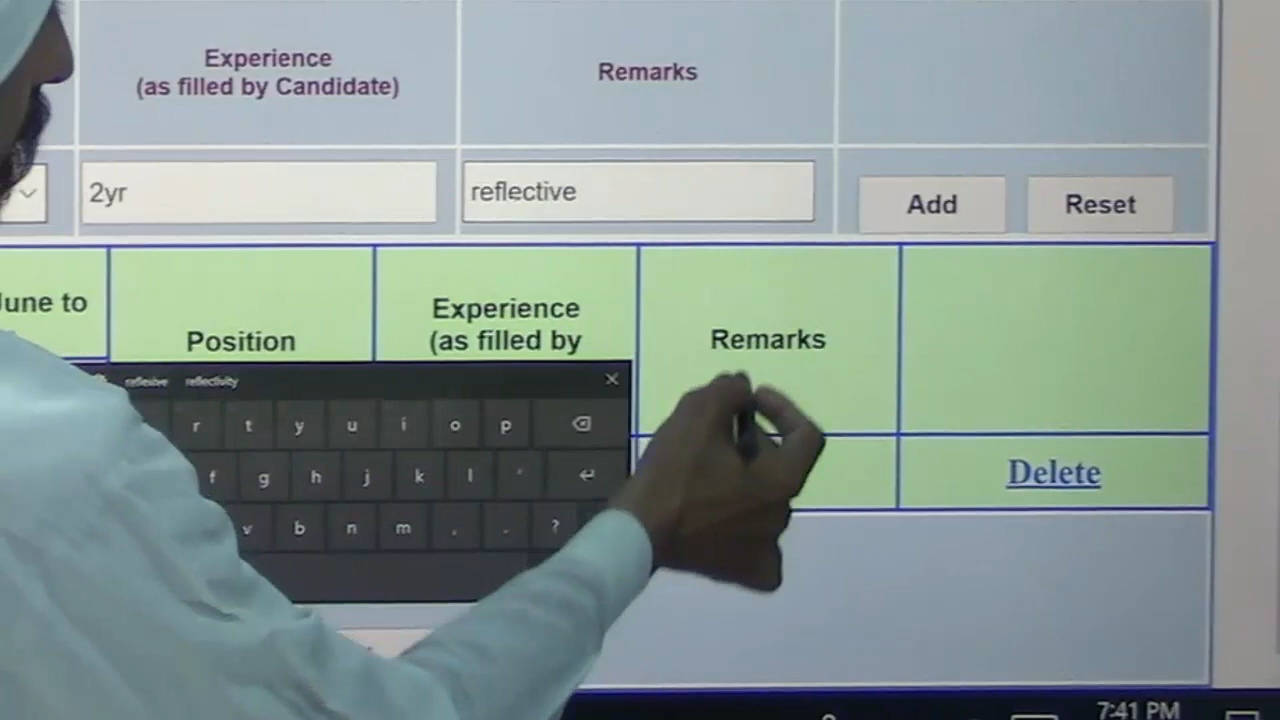 Experience
(as filled by Candidate)
Remarks
2yr
reflective
Add
Reset
June to
Position
Experience
(as filled by
Remarks
reflexive
reflectivity
r t y u i o p
f g h j k l '
v b n m , . ?
Delete
7:41 PM